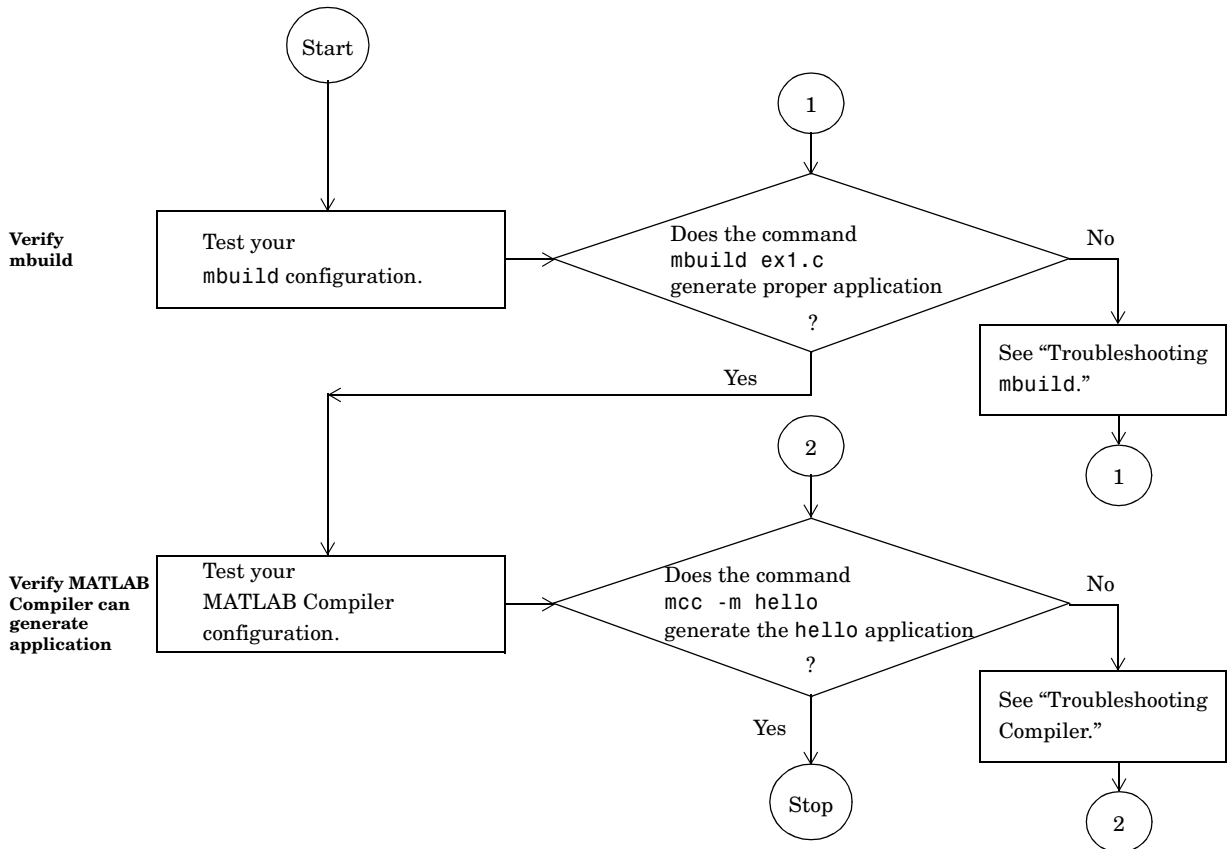 Start
1
Verify
mbuild
Test your
mbuild configuration.
Does the command
mbuild ex1.c
generate proper application
?
No
See “Troubleshooting
mbuild.”
1
Yes
2
Verify MATLAB
Compiler can
generate
application
Test your
MATLAB Compiler
configuration.
Does the command
mcc -m hello
generate the hello application
?
No
See “Troubleshooting
Compiler.”
2
Yes
Stop